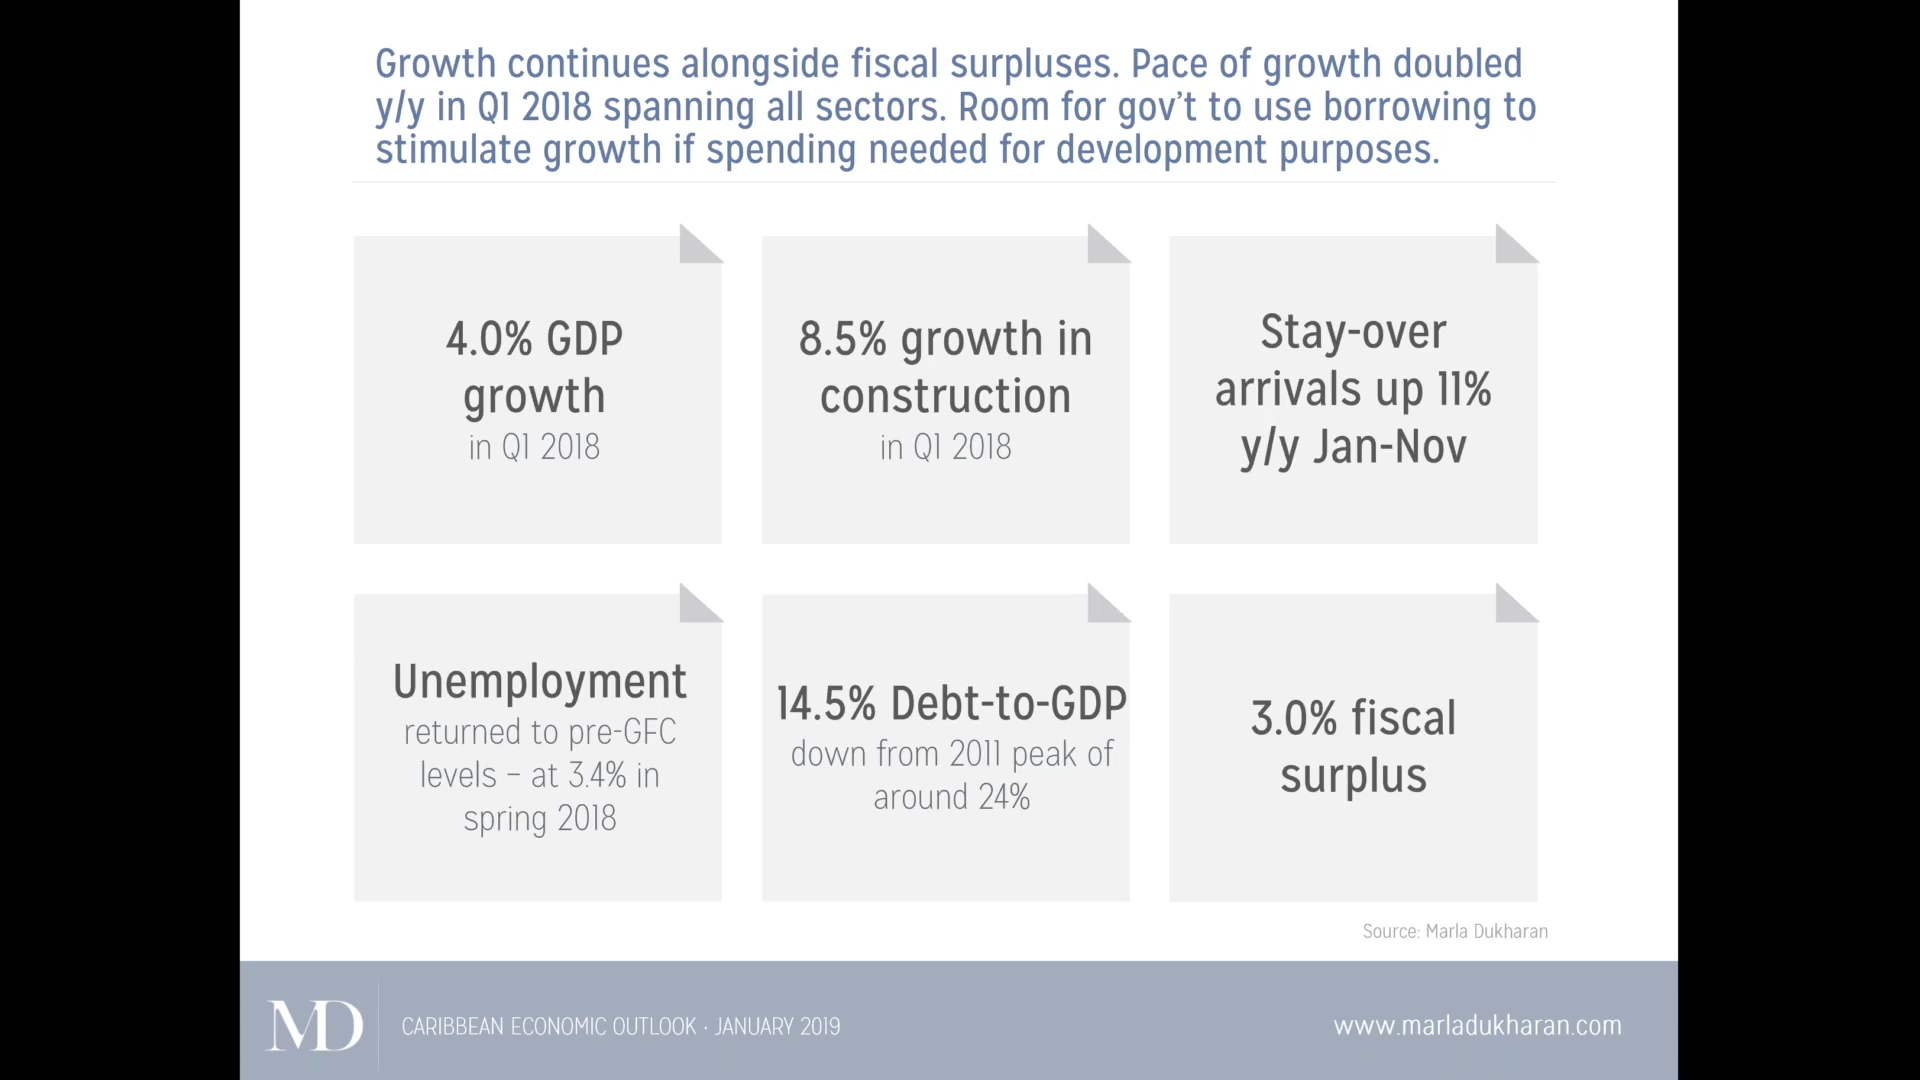 Growth continues alongside fiscal surpluses. Pace of growth doubled
y/y in Q1 2018 spanning all sectors. Room for gov’t to use borrowing to
stimulate growth if spending needed for development purposes.
4.0% GDP
growth
in Q1 2018
8.5% growth in
construction
in Q1 2018
Stay-over
arrivals up 11%
y/y Jan-Nov
Unemployment
returned to pre-GFC
levels – at 3.4% in
spring 2018
14.5% Debt-to-GDP
down from 2011 peak of
around 24%
3.0% fiscal
surplus
Source: Marla Dukharan
MD
CARIBBEAN ECONOMIC OUTLOOK · JANUARY 2019
www.marladukharan.com